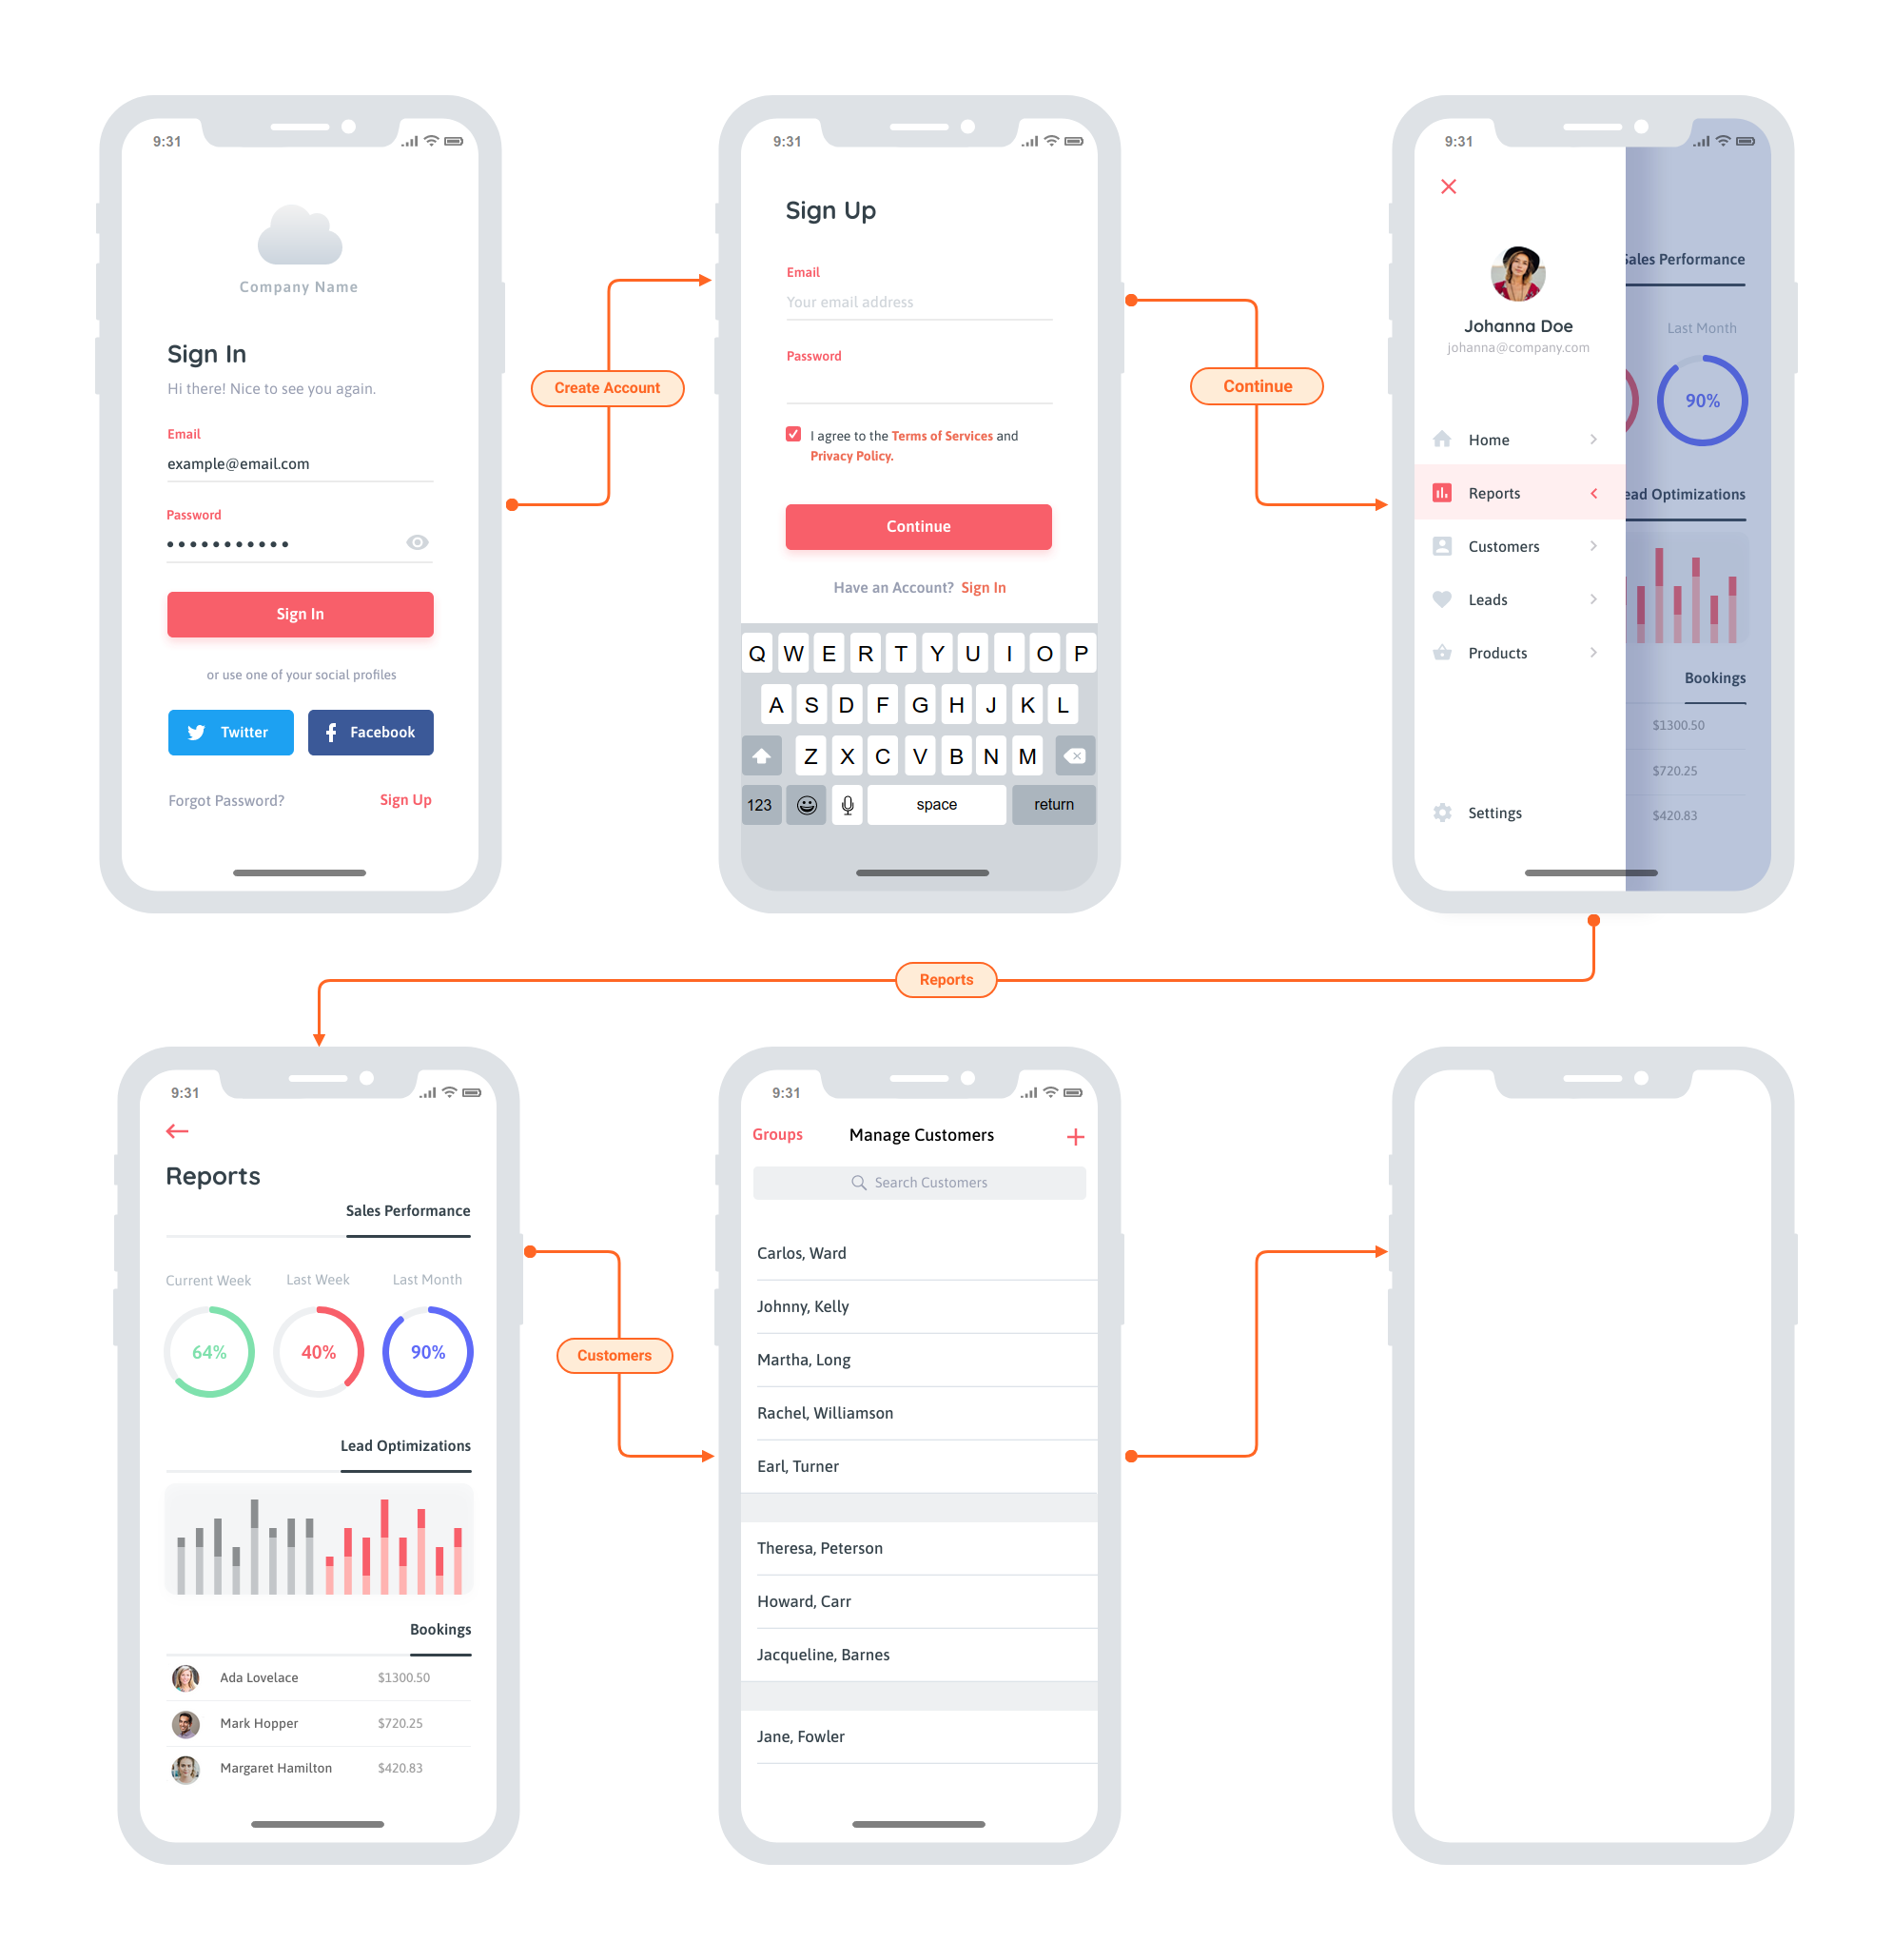 9:31
Company Name
Sign In
Hi there! Nice to see you again.
Email
example@email.com
Password
Sign In
or use one of your social profiles
Twitter
Facebook
Forgot Password?
Sign Up
Create Account
9:31
Sign Up
Email
Your email address
Password
I agree to the Terms of Services and
Privacy Policy.
Continue
Have an Account? Sign In
Q W E R T Y U I O P
A S D F G H J K L
Z X C V B N M
123 space return
Continue
9:31
Johanna Doe
johanna@company.com
Home
Reports
Customers
Leads
Products
Settings
Sales Performance
Last Month
90%
ead Optimizations
Bookings
$1300.50
$720.25
$420.83
Reports
9:31
Reports
Sales Performance
Current Week Last Week Last Month
64% 40% 90%
Lead Optimizations
Bookings
Ada Lovelace $1300.50
Mark Hopper $720.25
Margaret Hamilton $420.83
Customers
9:31
Groups Manage Customers +
Search Customers
Carlos, Ward
Johnny, Kelly
Martha, Long
Rachel, Williamson
Earl, Turner
Theresa, Peterson
Howard, Carr
Jacqueline, Barnes
Jane, Fowler